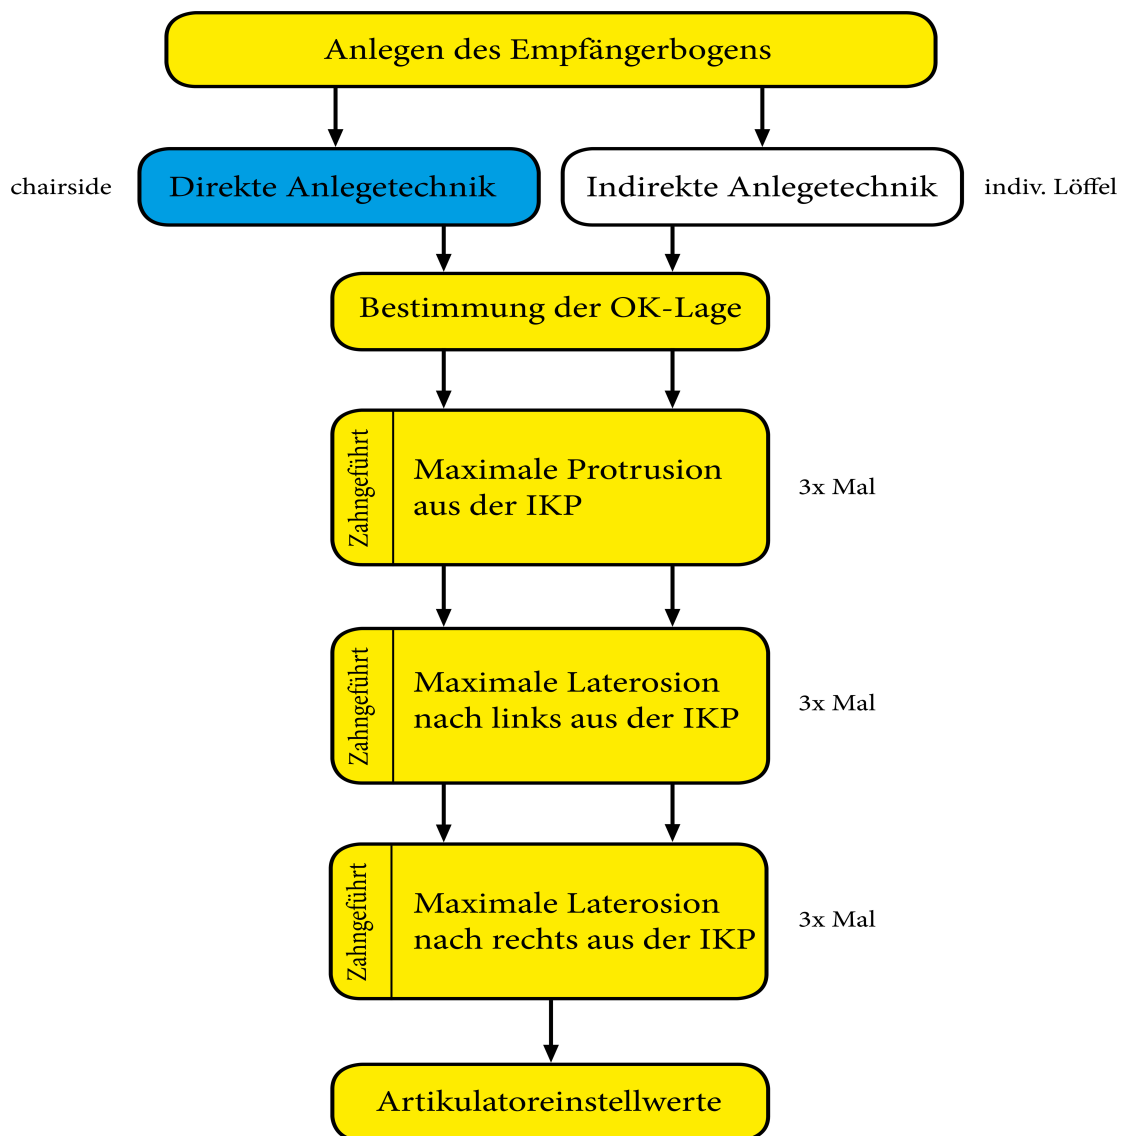 Anlegen des Empfängerbogens
chairside
Direkte Anlegetechnik
Indirekte Anlegetechnik
indiv. Löffel
Bestimmung der OK-Lage
Zahngeführt
Maximale Protrusion
aus der IKP
3x Mal
Zahngeführt
Maximale Laterosion
nach links aus der IKP
3x Mal
Zahngeführt
Maximale Laterosion
nach rechts aus der IKP
3x Mal
Artikulatoreinstellwerte